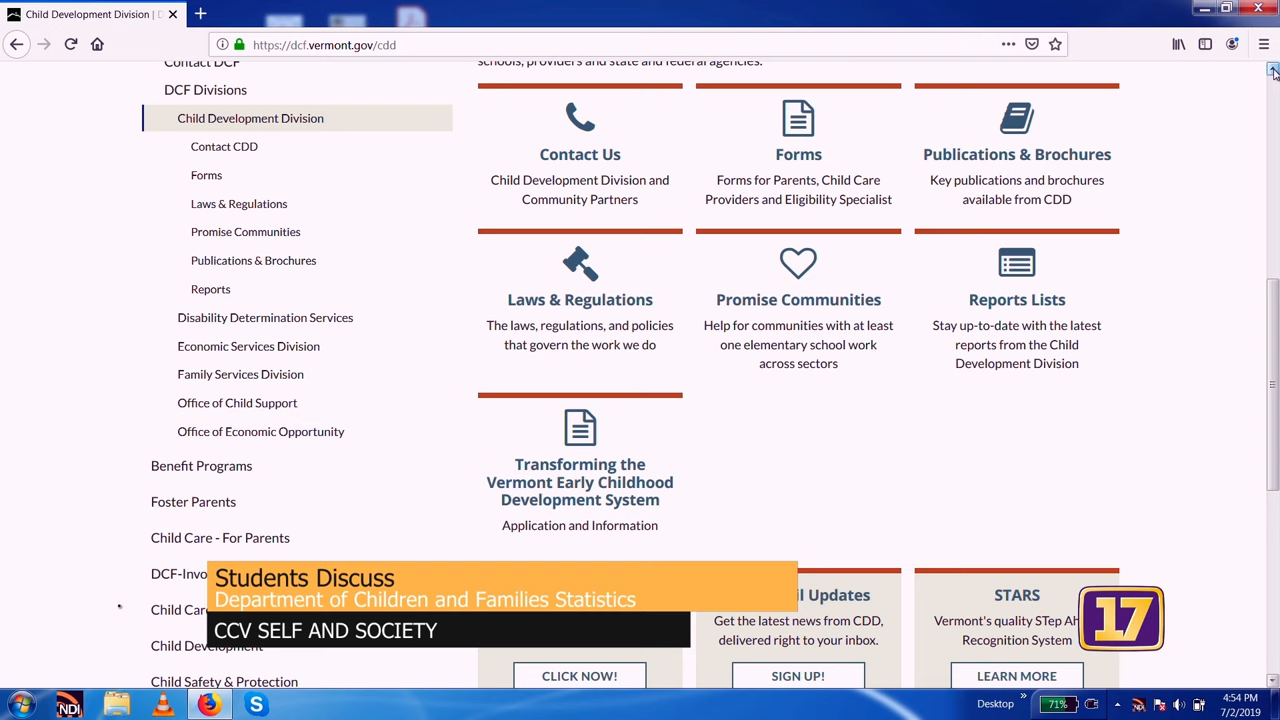 Child Development Division | D
https://dcf.vermont.gov/cdd
Contact DCF
DCF Divisions
Child Development Division
Contact CDD
Forms
Laws & Regulations
Promise Communities
Publications & Brochures
Reports
Disability Determination Services
Economic Services Division
Family Services Division
Office of Child Support
Office of Economic Opportunity
Benefit Programs
Foster Parents
Child Care - For Parents
DCF-Invo
Child Car
Child Development
Child Safety & Protection
schools, providers and state and federal agencies.
Contact Us
Child Development Division and
Community Partners
Forms
Forms for Parents, Child Care
Providers and Eligibility Specialist
Publications & Brochures
Key publications and brochures
available from CDD
Laws & Regulations
The laws, regulations, and policies
that govern the work we do
Promise Communities
Help for communities with at least
one elementary school work
across sectors
Reports Lists
Stay up-to-date with the latest
reports from the Child
Development Division
Transforming the
Vermont Early Childhood
Development System
Application and Information
CLICK NOW!
il Updates
Get the latest news from CDD,
delivered right to your inbox.
SIGN UP!
STARS
Vermont's quality STep Ah
Recognition System
LEARN MORE
Students Discuss
Department of Children and Families Statistics
CCV SELF AND SOCIETY
17
NDI
Desktop
71%
4:54 PM
7/2/2019